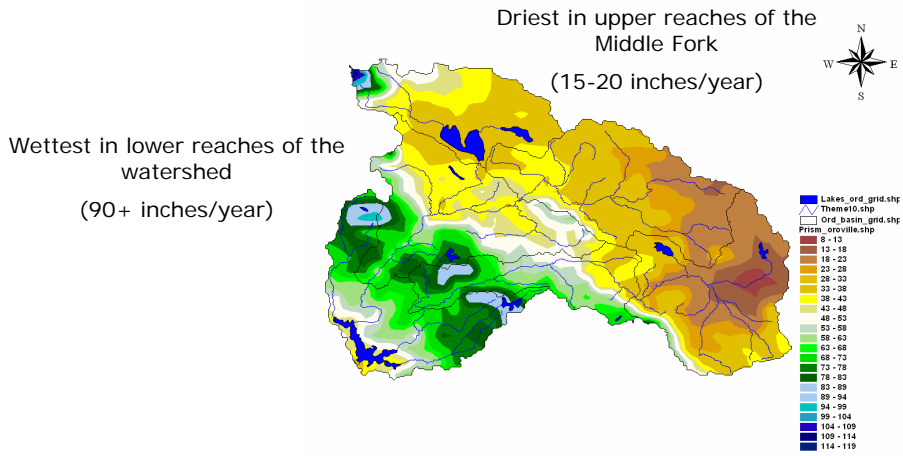 Driest in upper reaches of the
Middle Fork
(15-20 inches/year)
N
W E
S
Wettest in lower reaches of the
watershed
(90+ inches/year)
Lakes_ord_grid.shp
Theme10.shp
Ord_basin_grid.shp
Prism_oroville.shp
8 - 13
13 - 18
18 - 23
23 - 28
28 - 33
33 - 38
38 - 43
43 - 48
48 - 53
53 - 58
58 - 63
63 - 68
68 - 73
73 - 78
78 - 83
83 - 89
89 - 94
94 - 99
99 - 104
104 - 109
109 - 114
114 - 119